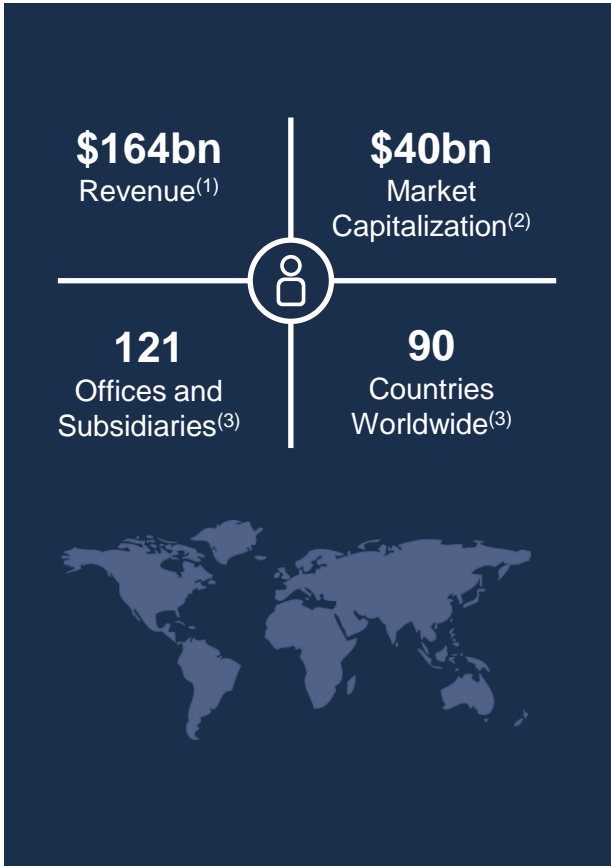 $164bn
Revenue(1)
$40bn
Market
Capitalization(2)
121
Offices and
Subsidiaries(3)
90
Countries
Worldwide(3)